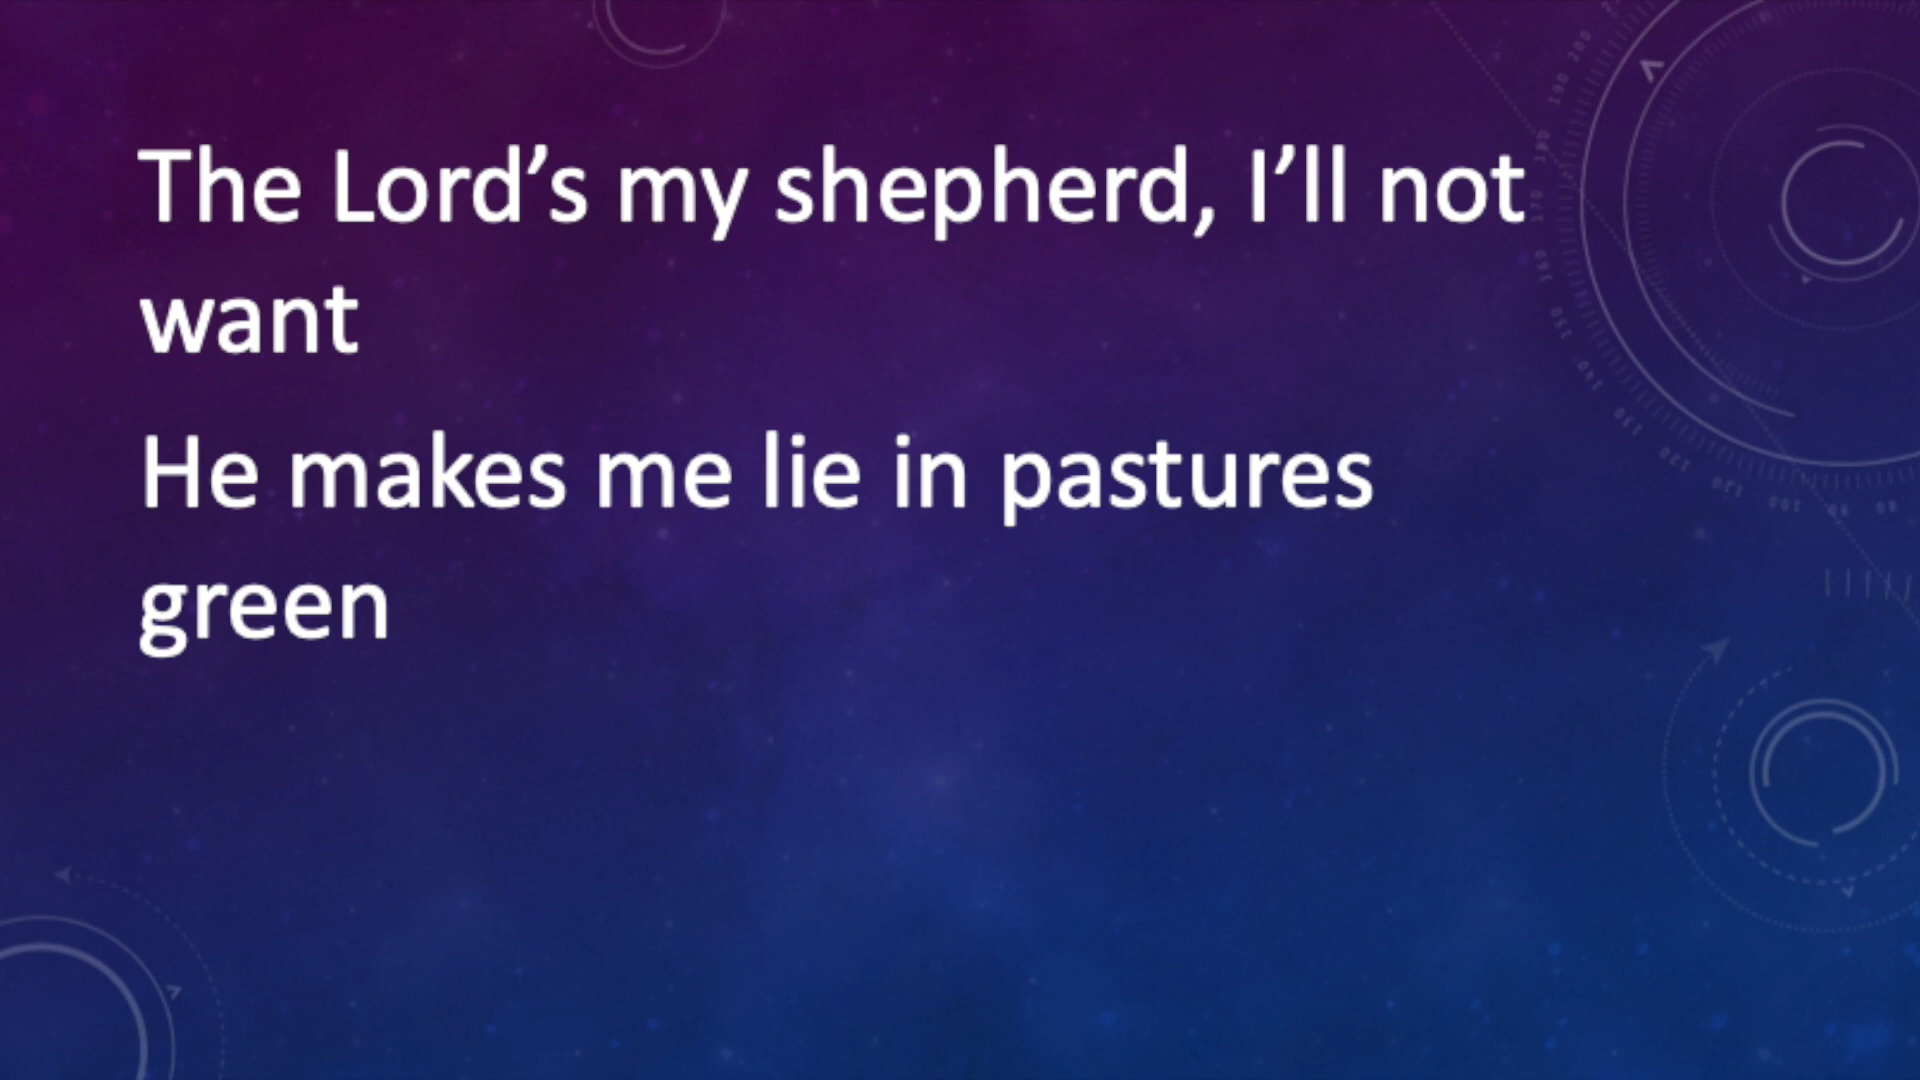 The Lord’s my shepherd, I’ll not
want
He makes me lie in pastures
green